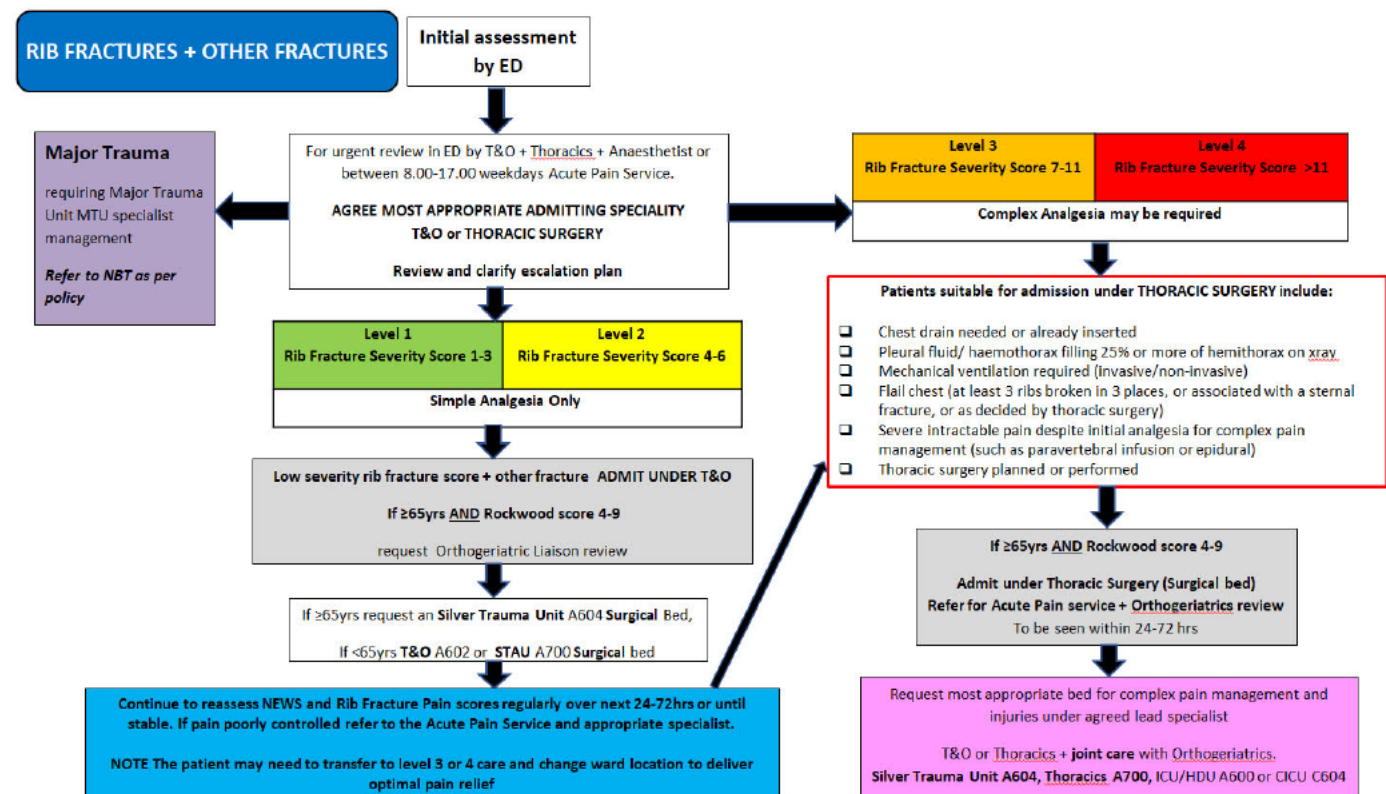 RIB FRACTURES + OTHER FRACTURES
Initial assessment
by ED
Major Trauma
requiring Major Trauma
Unit MTU specialist
management
Refer to NBT as per
policy
For urgent review in ED by T&O + Thoracics + Anaesthetist or
between 8.00-17.00 weekdays Acute Pain Service.
AGREE MOST APPROPRIATE ADMITTING SPECIALITY
T&O or THORACIC SURGERY
Review and clarify escalation plan
Level 3
Rib Fracture Severity Score 7-11
Level 4
Rib Fracture Severity Score >11
Complex Analgesia may be required
Level 1
Rib Fracture Severity Score 1-3
Level 2
Rib Fracture Severity Score 4-6
Simple Analgesia Only
Low severity rib fracture score + other fracture ADMIT UNDER T&O
If ≥65yrs AND Rockwood score 4-9
request Orthogeriatric Liaison review
If ≥65yrs request an Silver Trauma Unit A604 Surgical Bed,
If <65yrs T&O A602 or STAU A700 Surgical bed
Continue to reassess NEWS and Rib Fracture Pain scores regularly over next 24-72hrs or until
stable. If pain poorly controlled refer to the Acute Pain Service and appropriate specialist.
NOTE The patient may need to transfer to level 3 or 4 care and change ward location to deliver
optimal pain relief
Patients suitable for admission under THORACIC SURGERY include:
❑ Chest drain needed or already inserted
❑ Pleural fluid/ haemothorax filling 25% or more of hemithorax on xray
❑ Mechanical ventilation required (invasive/non-invasive)
❑ Flail chest (at least 3 ribs broken in 3 places, or associated with a sternal
fracture, or as decided by thoracic surgery)
❑ Severe intractable pain despite initial analgesia for complex pain
management (such as paravertebral infusion or epidural)
❑ Thoracic surgery planned or performed
If ≥65yrs AND Rockwood score 4-9
Admit under Thoracic Surgery (Surgical bed)
Refer for Acute Pain service + Orthogeriatrics review
To be seen within 24-72 hrs
Request most appropriate bed for complex pain management and
injuries under agreed lead specialist
T&O or Thoracics + joint care with Orthogeriatrics.
Silver Trauma Unit A604, Thoracics A700, ICU/HDU A600 or CICU C604